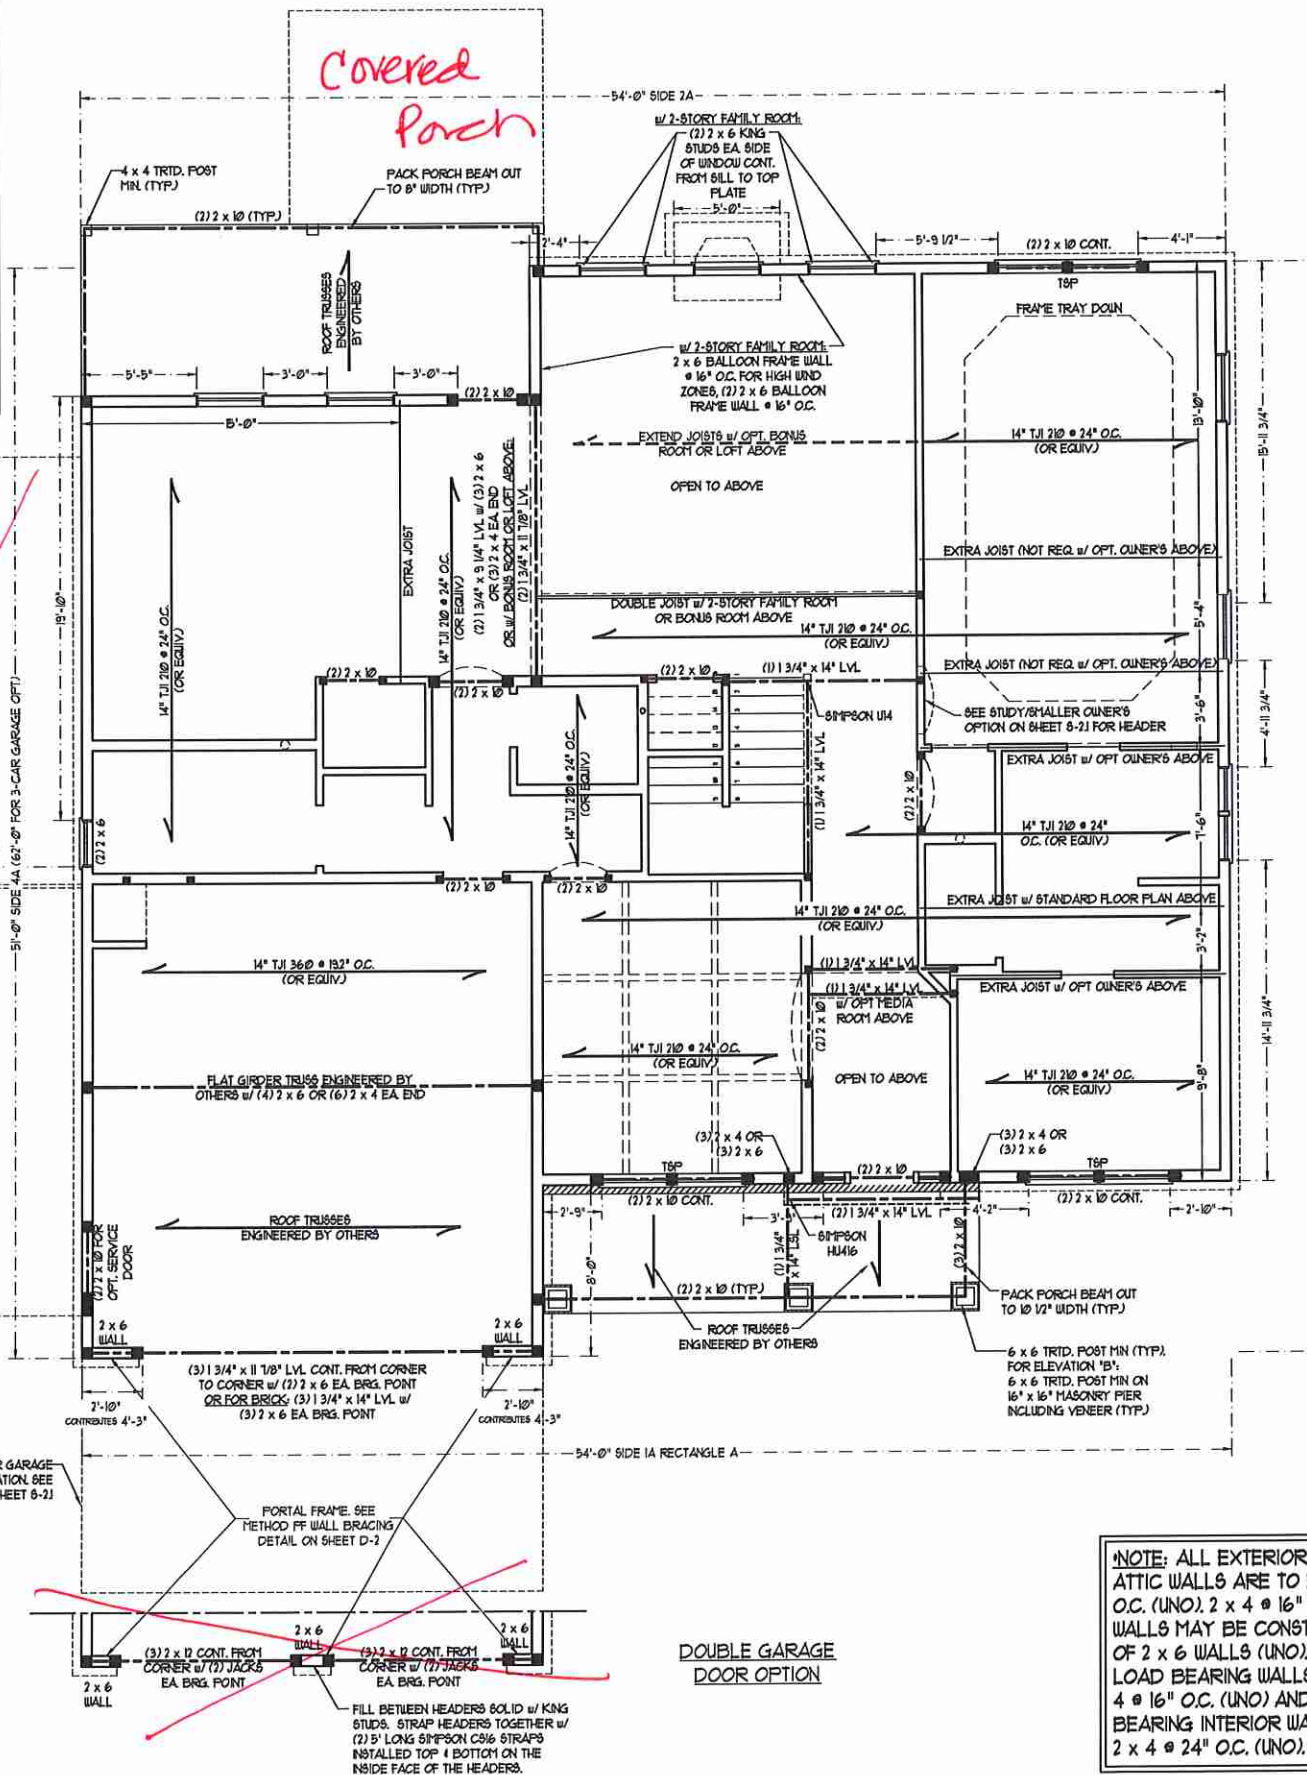 Covered
Porch
54'-0" SIDE 2A
W/ 2-STORY FAMILY ROOM:
(2) 2 x 6 KING
STUDS EA. SIDE
OF WINDOW CONT.
FROM SILL TO TOP
PLATE
5'-0"
4 x 4 TRTD. POST
MIN. (TYP.)
PACK PORCH BEAM OUT
TO 8" WIDTH (TYP.)
(2) 2 x 10 (TYP.)
2'-4"
5'-9 1/2"
(2) 2 x 10 CONT.
4'-1"
TSP
FRAME TRAY DOWN
ROOF TRUSSES
ENGINEERED
BY OTHERS
W/ 2-STORY FAMILY ROOM:
2 x 6 BALLOON FRAME WALL
@ 16" O.C. FOR HIGH WIND
ZONES, (2) 2 x 6 BALLOON
FRAME WALL @ 16" O.C.
5'-5"
3'-0"
3'-0"
(2) 2 x 10
15'-0"
13'-10"
15'-11 3/4"
EXTEND JOISTS W/ OPT. BONUS
ROOM OR LOFT ABOVE
14" TJI 210 @ 24" O.C.
(OR EQUIV.)
OPEN TO ABOVE
19'-10"
14" TJI 210 @ 24" O.C.
(OR EQUIV.)
EXTRA JOIST
14" TJI 210 @ 24" O.C.
(OR EQUIV.)
(2) 1 3/4" x 9 1/4" LVL W/ (3) 2 x 6
OR (3) 2 x 4 EA. END
OR W/ BONUS ROOM OR LOFT ABOVE:
(2) 1 3/4" x 11 7/8" LVL
EXTRA JOIST (NOT REQ. W/ OPT. OWNER'S ABOVE)
5'-4"
DOUBLE JOIST W/ 2-STORY FAMILY ROOM
OR BONUS ROOM ABOVE
14" TJI 210 @ 24" O.C.
(OR EQUIV.)
EXTRA JOIST (NOT REQ. W/ OPT. OWNER'S ABOVE)
(2) 2 x 10
(2) 2 x 10
(2) 2 x 10
(1) 1 3/4" x 14" LVL
SIMPSON U14
SEE STUDY/SMALLER OWNER'S
OPTION ON SHEET S-2.1 FOR HEADER
3'-6"
4'-11 3/4"
51'-0" SIDE 4A (62'-0" FOR 3-CAR GARAGE OPT.)
14" TJI 210 @ 24" O.C.
(OR EQUIV.)
(1) 1 3/4" x 14" LVL
(2) 2 x 10
EXTRA JOIST W/ OPT OWNER'S ABOVE
14" TJI 210 @ 24"
O.C. (OR EQUIV.)
7'-6"
(2) 2 x 6
(2) 2 x 10
(2) 2 x 10
EXTRA JOIST W/ STANDARD FLOOR PLAN ABOVE
14" TJI 210 @ 24" O.C.
(OR EQUIV.)
3'-2"
14" TJI 360 @ 19.2" O.C.
(OR EQUIV.)
(1) 1 3/4" x 14" LVL
(1) 1 3/4" x 14" LVL
W/ OPT MEDIA
ROOM ABOVE
(2) 2 x 10
EXTRA JOIST W/ OPT OWNER'S ABOVE
14'-11 3/4"
14" TJI 210 @ 24" O.C.
(OR EQUIV.)
OPEN TO ABOVE
14" TJI 210 @ 24" O.C.
(OR EQUIV.)
9'-8"
FLAT GIRDER TRUSS ENGINEERED BY
OTHERS W/ (4) 2 x 6 OR (6) 2 x 4 EA. END
(3) 2 x 4 OR
(3) 2 x 6
(3) 2 x 4 OR
(3) 2 x 6
TSP
(2) 2 x 10
TSP
(2) 2 x 10 CONT.
(2) 2 x 10 CONT.
2'-9"
(2) 1 3/4" x 14" LVL
4'-2"
2'-10"
ROOF TRUSSES
ENGINEERED BY OTHERS
(2) 2 x 10 FOR
OPT. SERVICE
DOOR
8'-0"
(1) 1 3/4"
x 14" LSL
SIMPSON
HU416
(3) 2 x 10
(2) 2 x 10 (TYP.)
PACK PORCH BEAM OUT
TO 10 1/2" WIDTH (TYP.)
ROOF TRUSSES
ENGINEERED BY OTHERS
2 x 6
WALL
2 x 6
WALL
6 x 6 TRTD. POST MIN (TYP.).
FOR ELEVATION "B":
6 x 6 TRTD. POST MIN ON
16" x 16" MASONRY PIER
INCLUDING VENEER (TYP.)
(3) 1 3/4" x 11 7/8" LVL CONT. FROM CORNER
TO CORNER W/ (2) 2 x 6 EA. BRG. POINT
OR FOR BRICK: (3) 1 3/4" x 14" LVL W/
(3) 2 x 6 EA. BRG. POINT
2'-10"
CONTRIBUTES 4'-3"
2'-10"
CONTRIBUTES 4'-3"
54'-0" SIDE 1A RECTANGLE A
R GARAGE
ATION. SEE
HEET S-2.1
PORTAL FRAME. SEE
METHOD PF WALL BRACING
DETAIL ON SHEET D-2
(3) 2 x 12 CONT. FROM
CORNER W/ (2) JACKS
EA. BRG. POINT
2 x 6
WALL
(3) 2 x 12 CONT. FROM
CORNER W/ (2) JACKS
EA. BRG. POINT
2 x 6
WALL
2 x 6
WALL
FILL BETWEEN HEADERS SOLID W/ KING
STUDS. STRAP HEADERS TOGETHER W/
(2) 5' LONG SIMPSON CS16 STRAPS
INSTALLED TOP & BOTTOM ON THE
INSIDE FACE OF THE HEADERS.
DOUBLE GARAGE
DOOR OPTION
*NOTE: ALL EXTERIOR
ATTIC WALLS ARE TO
O.C. (UNO). 2 x 4 @ 16"
WALLS MAY BE CONST
OF 2 x 6 WALLS (UNO).
LOAD BEARING WALLS
4 @ 16" O.C. (UNO) AND
BEARING INTERIOR WA
2 x 4 @ 24" O.C. (UNO).